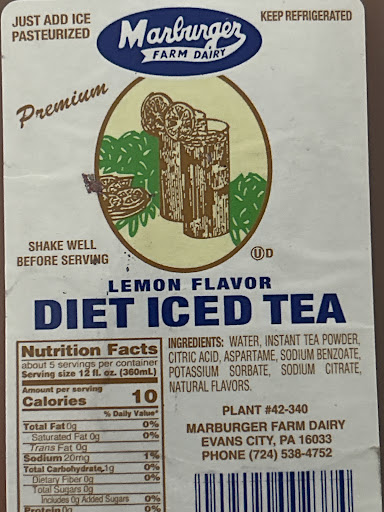 JUST ADD ICE
PASTEURIZED
Marburger
FARM DAIRY
KEEP REFRIGERATED
Premium
SHAKE WELL
BEFORE SERVING
U D
LEMON FLAVOR
DIET ICED TEA
Nutrition Facts
about 5 servings per container
Serving size 12 fl. oz. (360mL)
Amount per serving
Calories 10
% Daily Value*
Total Fat 0g 0%
Saturated Fat 0g 0%
Trans Fat 0g
Sodium 20mg 1%
Total Carbohydrate 1g 0%
Dietary Fiber 0g 0%
Total Sugars 0g
Includes 0g Added Sugars 0%
Protein 0g 0%
INGREDIENTS: WATER, INSTANT TEA POWDER,
CITRIC ACID, ASPARTAME, SODIUM BENZOATE,
POTASSIUM SORBATE, SODIUM CITRATE,
NATURAL FLAVORS.
PLANT #42-340
MARBURGER FARM DAIRY
EVANS CITY, PA 16033
PHONE (724) 538-4752